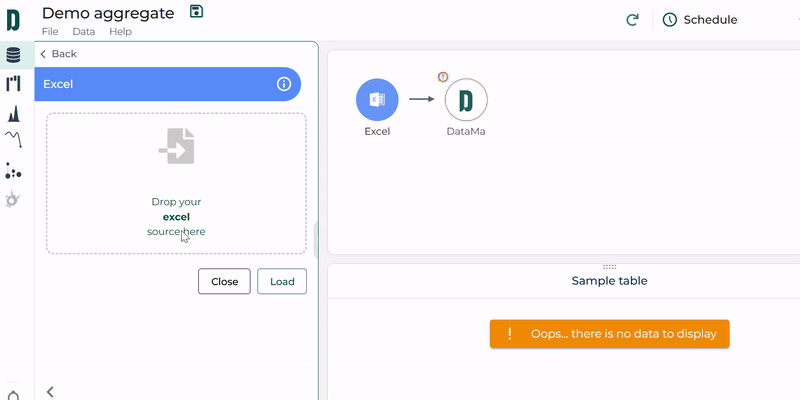 Demo aggregate
File Data Help
Schedule
Back
Excel
Drop your
excel
source here
Close Load
Excel
DataMa
Sample table
! Oops... there is no data to display